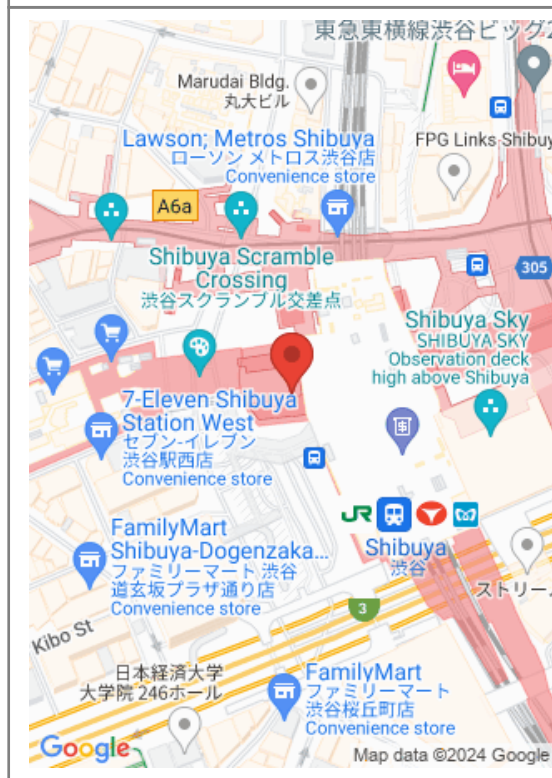 東急東横線渋谷ビッグ2
Marudai Bldg.
丸大ビル
Lawson; Metros Shibuya
ローソン メトロス渋谷店
Convenience store
FPG Links Shibuy
A6a
Shibuya Scramble
Crossing
渋谷スクランブル交差点
305
Shibuya Sky
SHIBUYA SKY
Observation deck
high above Shibuya
7-Eleven Shibuya
Station West
セブン-イレブン
渋谷駅西店
Convenience store
JR
Shibuya
渋谷
FamilyMart
Shibuya-Dogenzaka...
ファミリーマート 渋谷
道玄坂プラザ通り店
Convenience store
ストリー
3
Kibo St
日本経済大学
大学院 246ホール
FamilyMart
ファミリーマート
渋谷桜丘町店
Convenience store
Google
Map data ©2024 Google